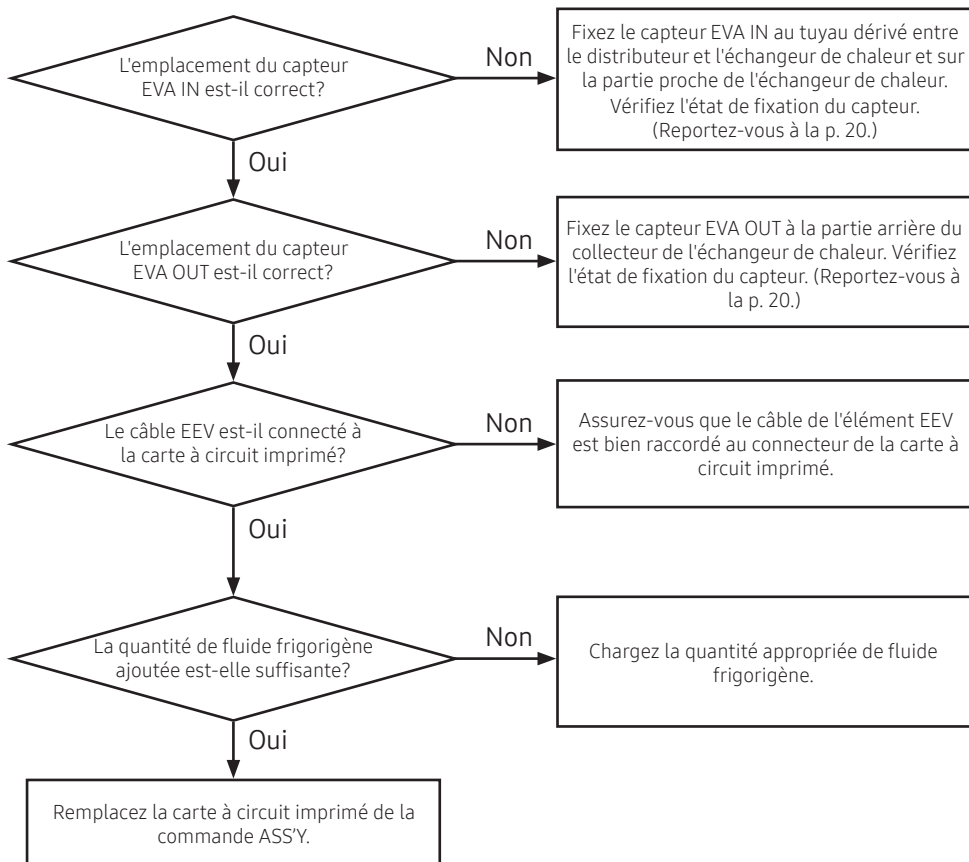 L'emplacement du capteur
EVA IN est-il correct?
Non
Fixez le capteur EVA IN au tuyau dérivé entre
le distributeur et l'échangeur de chaleur et sur
la partie proche de l'échangeur de chaleur.
Vérifiez l'état de fixation du capteur.
(Reportez-vous à la p. 20.)
Oui
L'emplacement du capteur
EVA OUT est-il correct?
Non
Fixez le capteur EVA OUT à la partie arrière du
collecteur de l'échangeur de chaleur. Vérifiez
l'état de fixation du capteur. (Reportez-vous à
la p. 20.)
Oui
Le câble EEV est-il connecté à
la carte à circuit imprimé?
Non
Assurez-vous que le câble de l'élément EEV
est bien raccordé au connecteur de la carte à
circuit imprimé.
Oui
La quantité de fluide frigorigène
ajoutée est-elle suffisante?
Non
Chargez la quantité appropriée de fluide
frigorigène.
Oui
Remplacez la carte à circuit imprimé de la
commande ASS'Y.